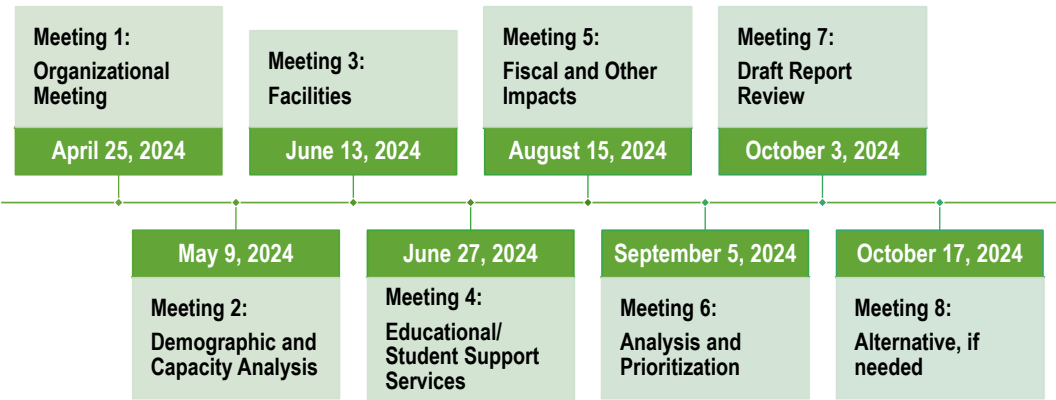 Meeting 1:
Organizational
Meeting
April 25, 2024
May 9, 2024
Meeting 2:
Demographic and
Capacity Analysis
Meeting 3:
Facilities
June 13, 2024
June 27, 2024
Meeting 4:
Educational/
Student Support
Services
Meeting 5:
Fiscal and Other
Impacts
August 15, 2024
September 5, 2024
Meeting 6:
Analysis and
Prioritization
Meeting 7:
Draft Report
Review
October 3, 2024
October 17, 2024
Meeting 8:
Alternative, if
needed